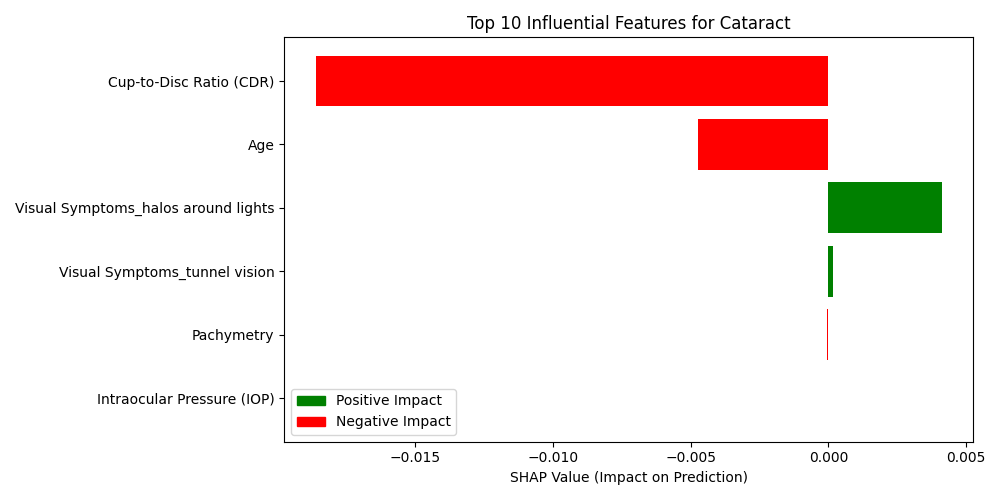 Top 10 Influential Features for Cataract
Cup-to-Disc Ratio (CDR)
Age
Visual Symptoms_halos around lights
Visual Symptoms_tunnel vision
Pachymetry
Intraocular Pressure (IOP)
Positive Impact
Negative Impact
−0.015 −0.010 −0.005 0.000 0.005
SHAP Value (Impact on Prediction)